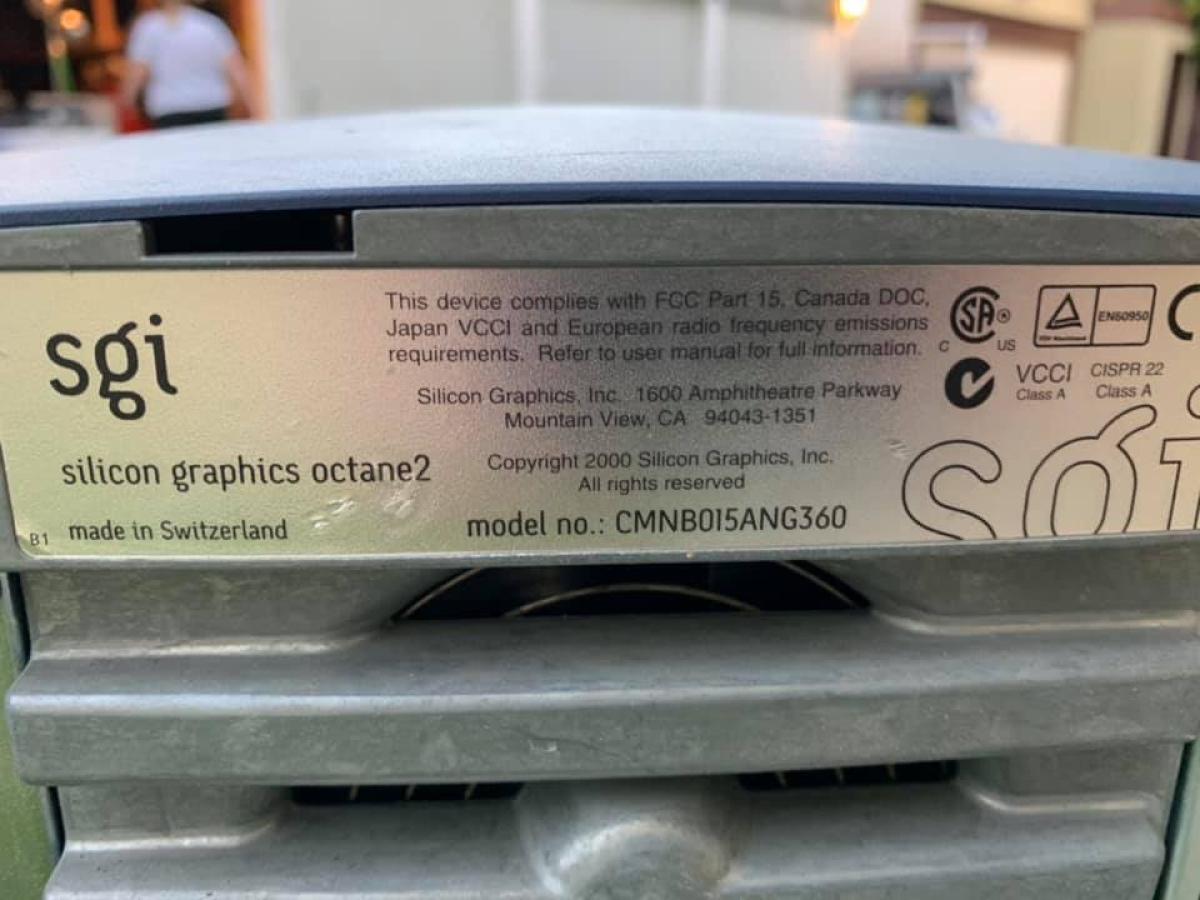 sgi
silicon graphics octane2
B1 made in Switzerland
This device complies with FCC Part 15, Canada DOC,
Japan VCCI and European radio frequency emissions
requirements. Refer to user manual for full information.
Silicon Graphics, Inc. 1600 Amphitheatre Parkway
Mountain View, CA 94043-1351
Copyright 2000 Silicon Graphics, Inc.
All rights reserved
model no.: CMNB015ANG360
C SA ® US
EN60950
VCCI
Class A
CISPR 22
Class A
sgi